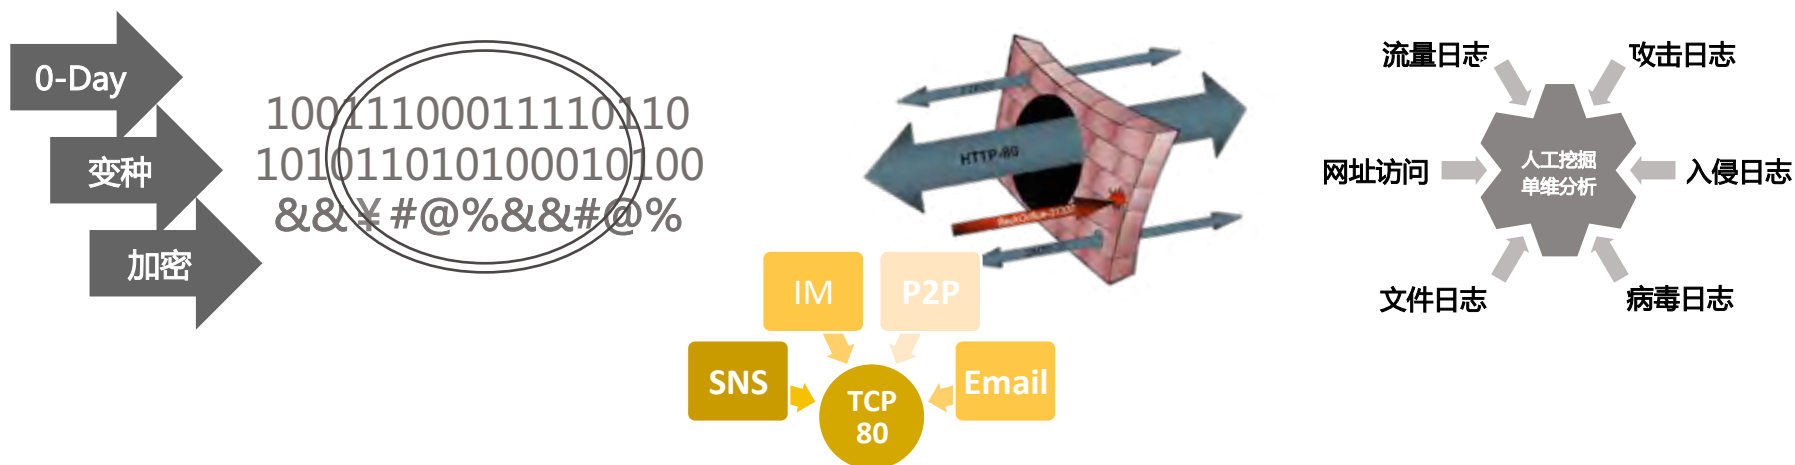 0-Day
变种
加密
10011100011110110
101011010100010100
&&￥#@%&&#@%
HTTP-80
IM
P2P
SNS
Email
TCP
80
流量日志
攻击日志
网址访问
人工挖掘
单维分析
入侵日志
文件日志
病毒日志